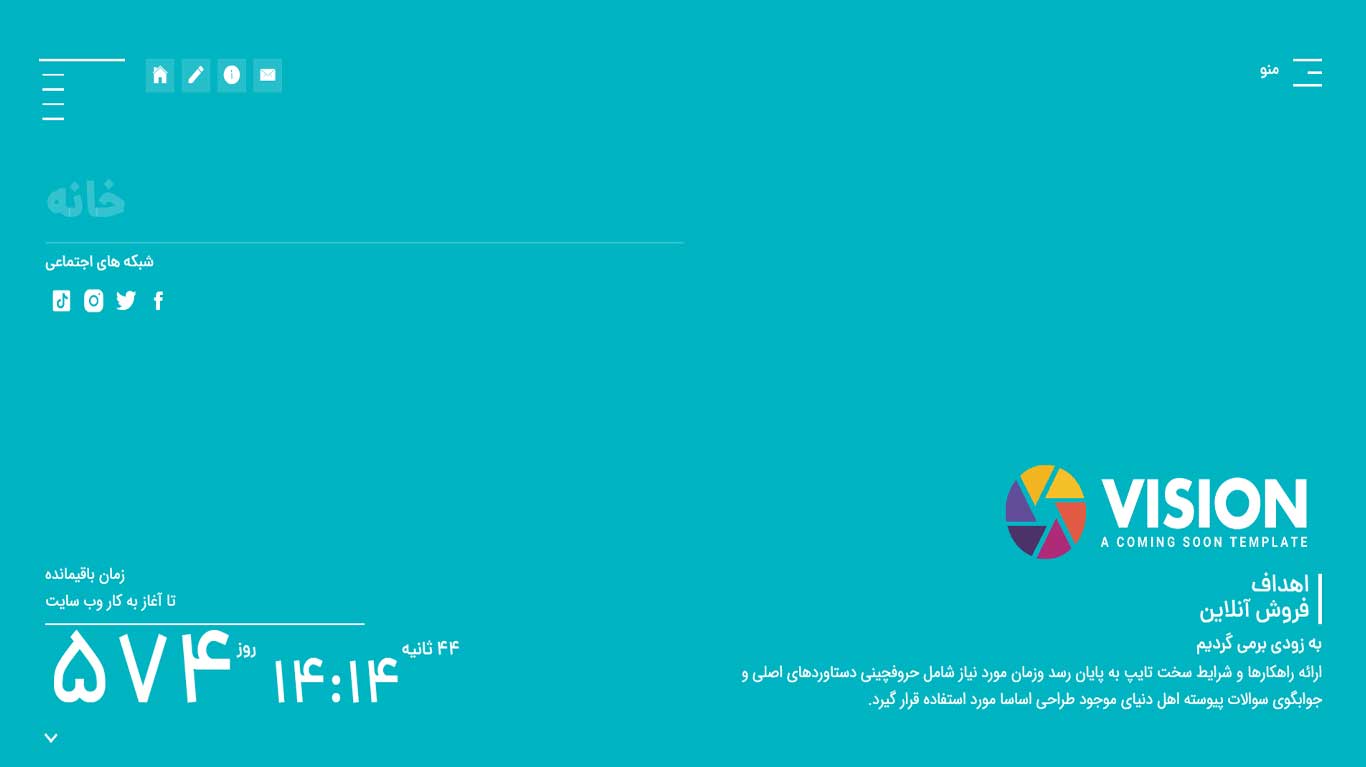 منو
خانه
شبکه های اجتماعی
VISION
A COMING SOON TEMPLATE
اهداف
فروش آنلاین
به زودی برمی گردیم
ارائه راهکارها و شرایط سخت تایپ به پایان رسد وزمان مورد نیاز شامل حروفچینی دستاوردهای اصلی و
جوابگوی سوالات پیوسته اهل دنیای موجود طراحی اساسا مورد استفاده قرار گیرد.
زمان باقیمانده
تا آغاز به کار وب سایت
۵۷۴ روز ۱۴:۱۴ ۴۴ ثانیه